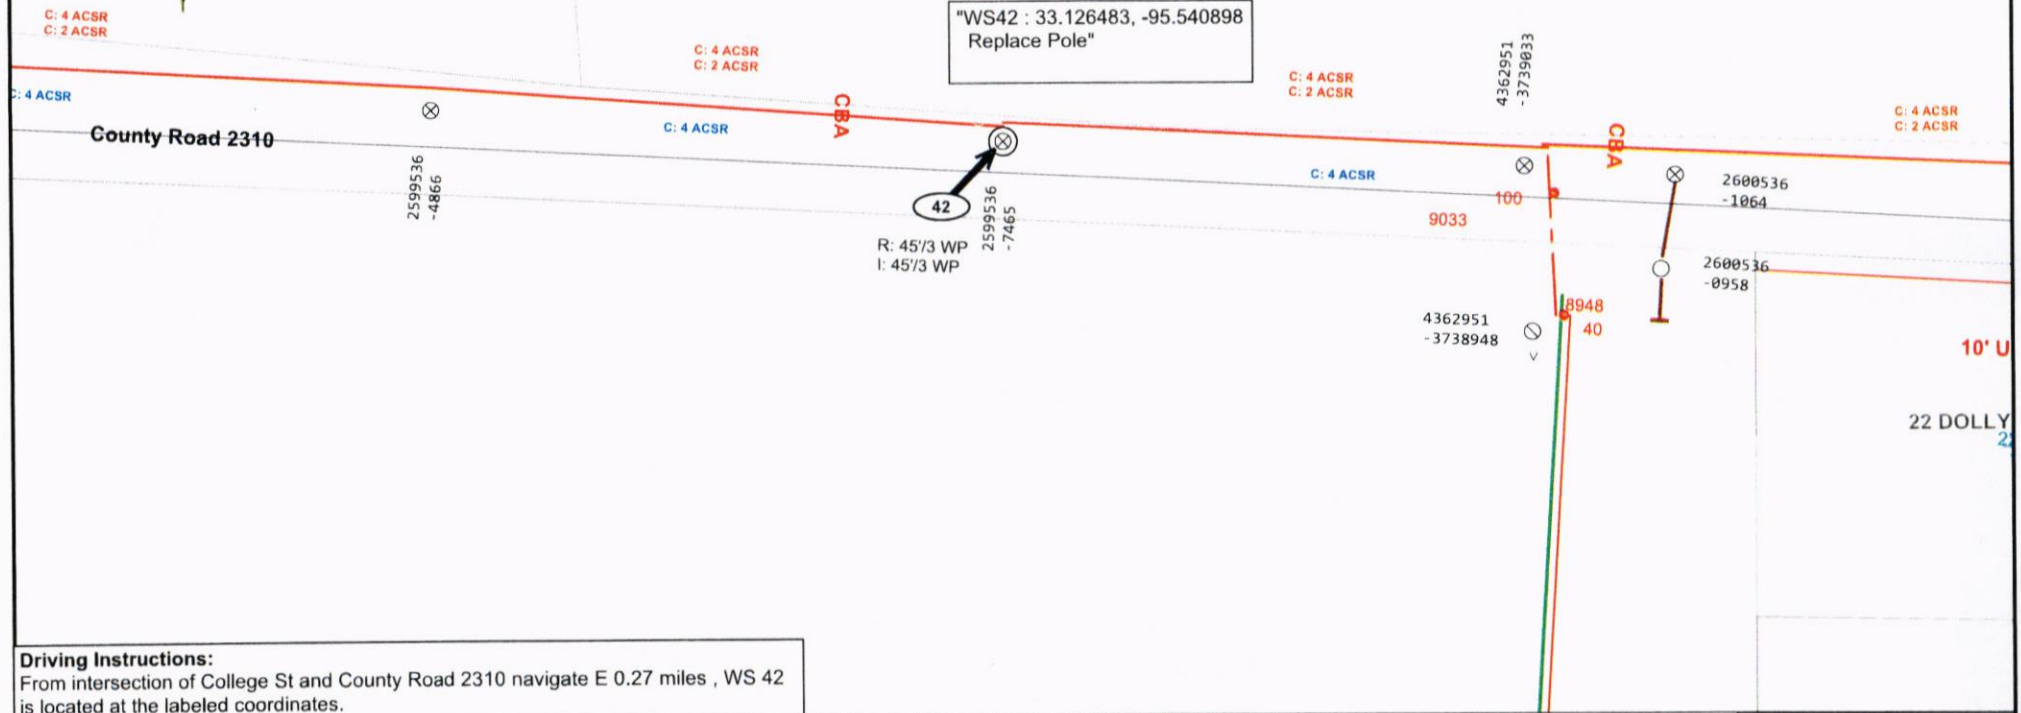 C: 4 ACSR
C: 2 ACSR
C: 4 ACSR
C: 2 ACSR
"WS42 : 33.126483, -95.540898
Replace Pole"
C: 4 ACSR
C: 2 ACSR
4362951
-3739033
C: 4 ACSR
C: 2 ACSR
C: 4 ACSR
County Road 2310
C: 4 ACSR
CBA
C: 4 ACSR
CBA
2599536
-4866
42
2599536
-7465
R: 45'/3 WP
I: 45'/3 WP
100
9033
2600536
-1064
2600536
-0958
8948
40
4362951
-3738948
10' U
22 DOLLY
Driving Instructions:
From intersection of College St and County Road 2310 navigate E 0.27 miles , WS 42
is located at the labeled coordinates.